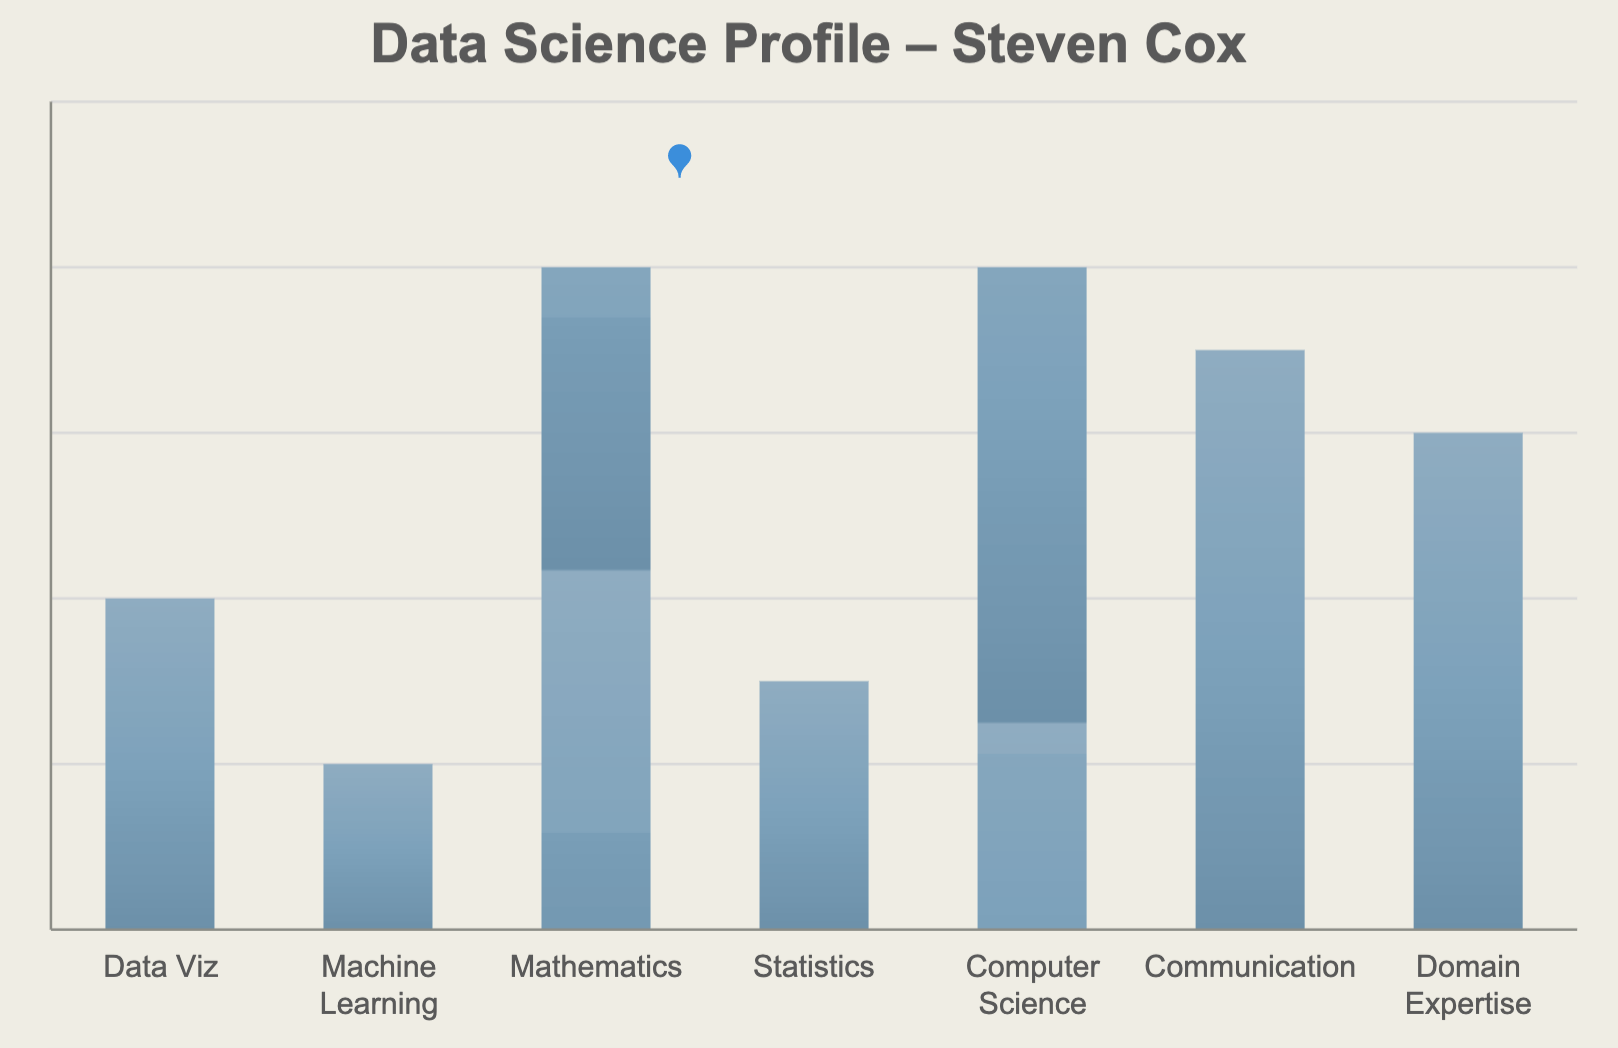 Data Science Profile – Steven Cox
Data Viz
Machine
Learning
Mathematics
Statistics
Computer
Science
Communication
Domain
Expertise